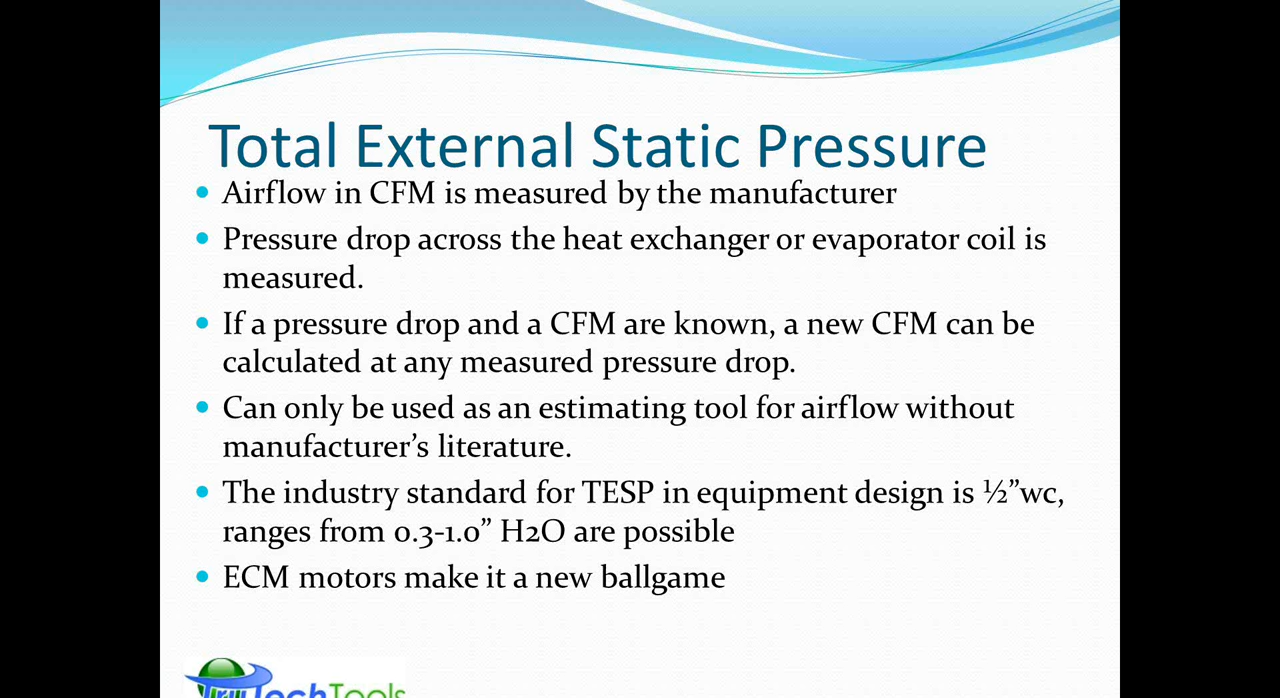 Total External Static Pressure
• Airflow in CFM is measured by the manufacturer
• Pressure drop across the heat exchanger or evaporator coil is
measured.
• If a pressure drop and a CFM are known, a new CFM can be
calculated at any measured pressure drop.
• Can only be used as an estimating tool for airflow without
manufacturer’s literature.
• The industry standard for TESP in equipment design is ½”wc,
ranges from 0.3-1.0” H2O are possible
• ECM motors make it a new ballgame
TruTechTools